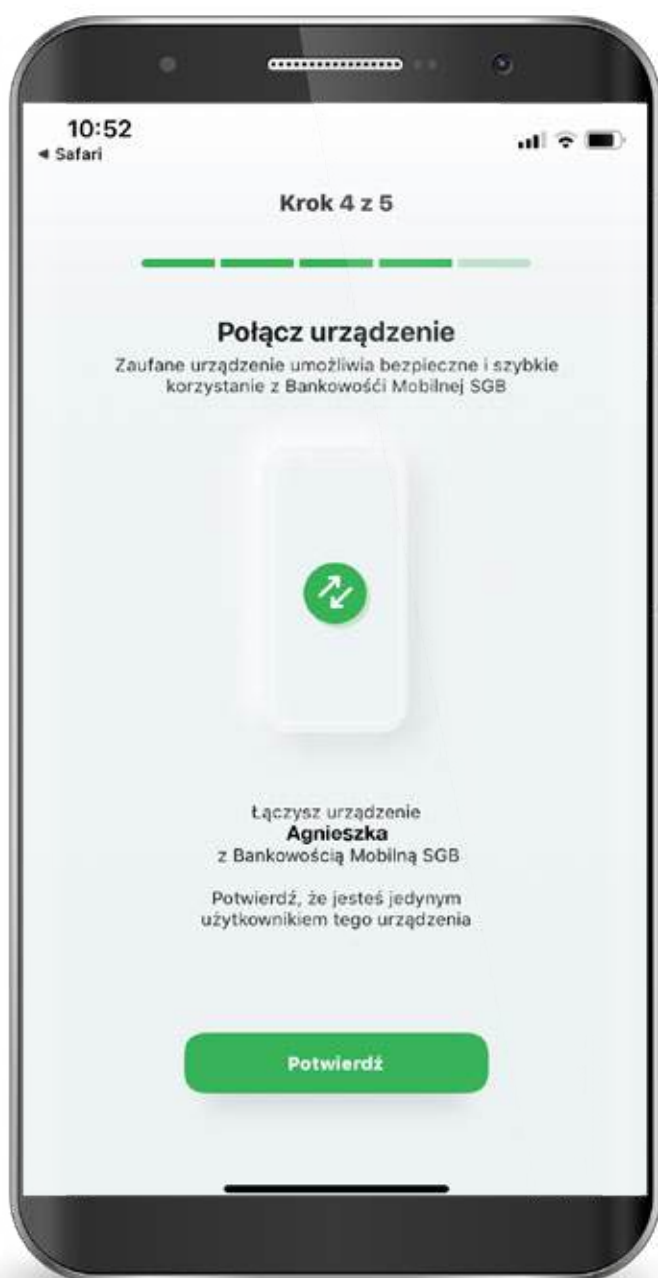 10:52
◀ Safari
Krok 4 z 5
Połącz urządzenie
Zaufane urządzenie umożliwia bezpieczne i szybkie
korzystanie z Bankowośći Mobilnej SGB
Łączysz urządzenie
Agnieszka
z Bankowością Mobilną SGB
Potwierdź, że jesteś jedynym
użytkownikiem tego urządzenia
Potwierdź